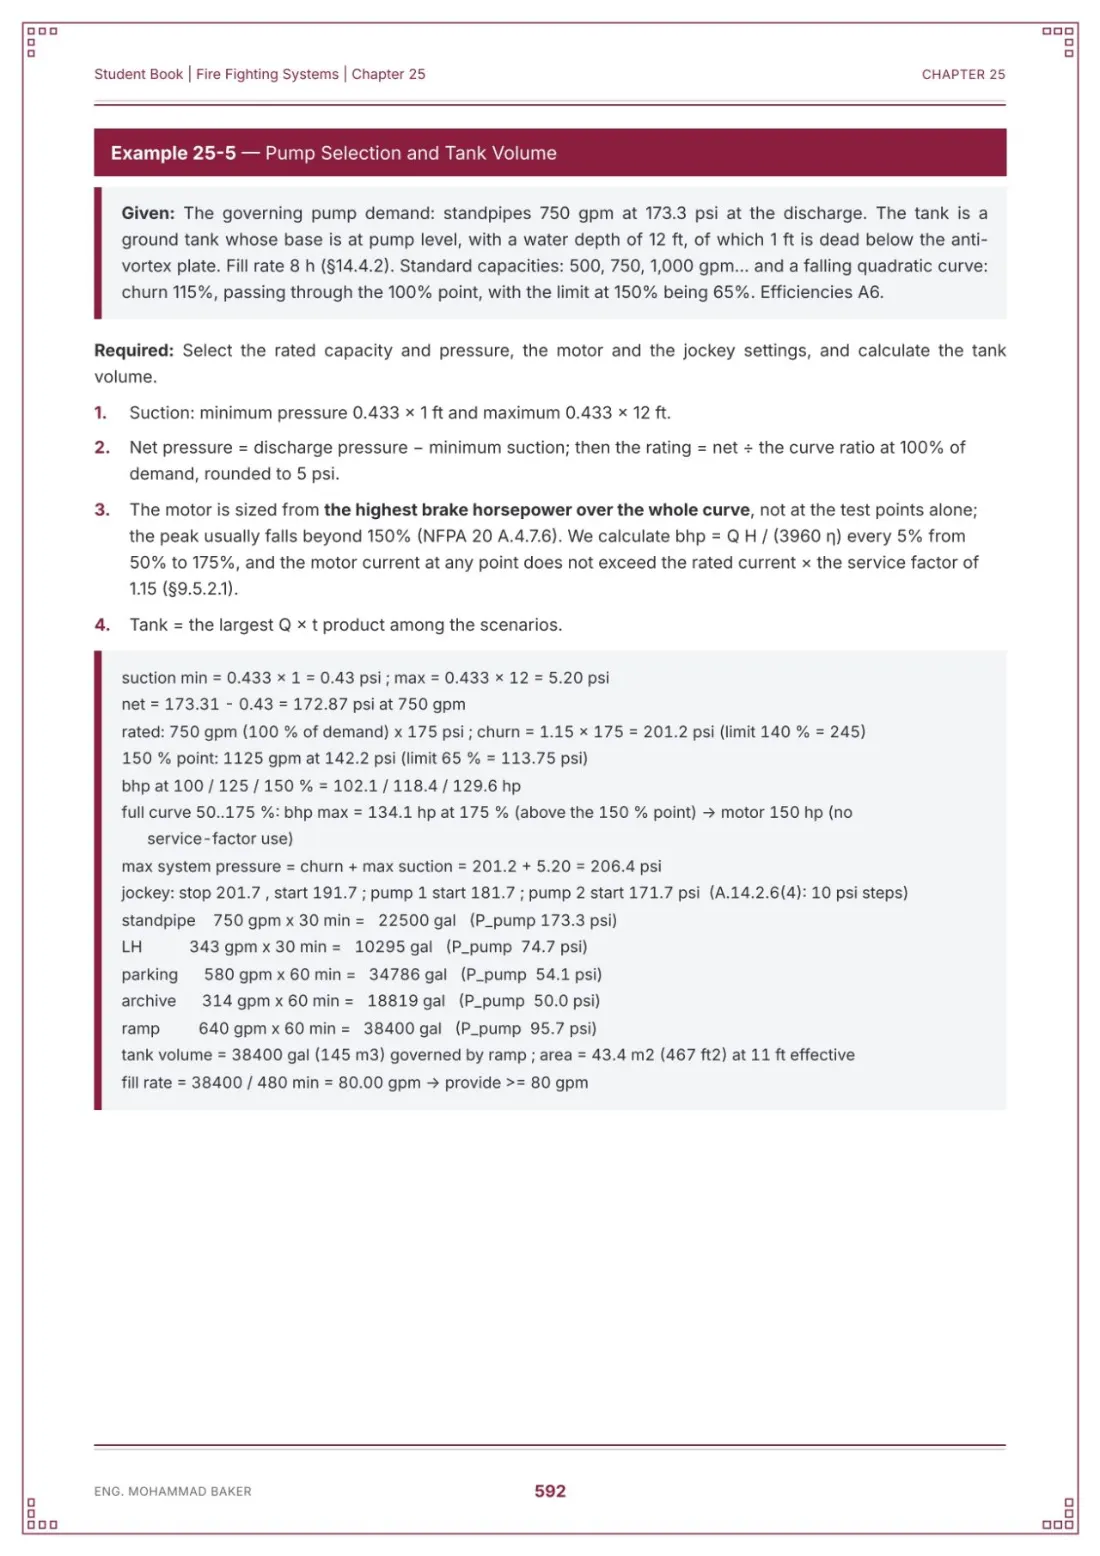 Student Book | Fire Fighting Systems | Chapter 25
CHAPTER 25
Example 25-5 — Pump Selection and Tank Volume
Given: The governing pump demand: standpipes 750 gpm at 173.3 psi at the discharge. The tank is a
ground tank whose base is at pump level, with a water depth of 12 ft, of which 1 ft is dead below the anti-
vortex plate. Fill rate 8 h (§14.4.2). Standard capacities: 500, 750, 1,000 gpm... and a falling quadratic curve:
churn 115%, passing through the 100% point, with the limit at 150% being 65%. Efficiencies A6.
Required: Select the rated capacity and pressure, the motor and the jockey settings, and calculate the tank
volume.
1. Suction: minimum pressure 0.433 × 1 ft and maximum 0.433 × 12 ft.
2. Net pressure = discharge pressure − minimum suction; then the rating = net ÷ the curve ratio at 100% of
demand, rounded to 5 psi.
3. The motor is sized from the highest brake horsepower over the whole curve, not at the test points alone;
the peak usually falls beyond 150% (NFPA 20 A.4.7.6). We calculate bhp = Q H / (3960 η) every 5% from
50% to 175%, and the motor current at any point does not exceed the rated current × the service factor of
1.15 (§9.5.2.1).
4. Tank = the largest Q × t product among the scenarios.
suction min = 0.433 × 1 = 0.43 psi ; max = 0.433 × 12 = 5.20 psi
net = 173.31 - 0.43 = 172.87 psi at 750 gpm
rated: 750 gpm (100 % of demand) x 175 psi ; churn = 1.15 × 175 = 201.2 psi (limit 140 % = 245)
150 % point: 1125 gpm at 142.2 psi (limit 65 % = 113.75 psi)
bhp at 100 / 125 / 150 % = 102.1 / 118.4 / 129.6 hp
full curve 50..175 %: bhp max = 134.1 hp at 175 % (above the 150 % point) → motor 150 hp (no
service-factor use)
max system pressure = churn + max suction = 201.2 + 5.20 = 206.4 psi
jockey: stop 201.7 , start 191.7 ; pump 1 start 181.7 ; pump 2 start 171.7 psi (A.14.2.6(4): 10 psi steps)
standpipe 750 gpm x 30 min = 22500 gal (P_pump 173.3 psi)
LH 343 gpm x 30 min = 10295 gal (P_pump 74.7 psi)
parking 580 gpm x 60 min = 34786 gal (P_pump 54.1 psi)
archive 314 gpm x 60 min = 18819 gal (P_pump 50.0 psi)
ramp 640 gpm x 60 min = 38400 gal (P_pump 95.7 psi)
tank volume = 38400 gal (145 m3) governed by ramp ; area = 43.4 m2 (467 ft2) at 11 ft effective
fill rate = 38400 / 480 min = 80.00 gpm → provide >= 80 gpm
ENG. MOHAMMAD BAKER
592